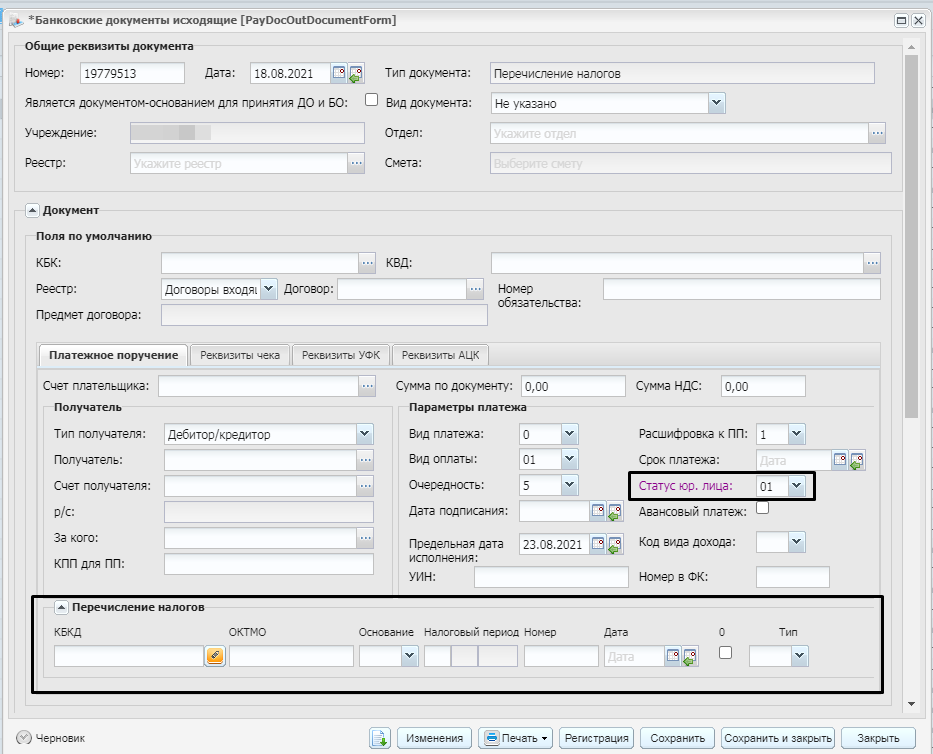 *Банковские документы исходящие [PayDocOutDocumentForm]
Общие реквизиты документа
Номер: 19779513 Дата: 18.08.2021 Тип документа: Перечисление налогов
Является документом-основанием для принятия ДО и БО: Вид документа: Не указано
Учреждение: Отдел: Укажите отдел
Реестр: Укажите реестр Смета: Выберите смету
Документ
Поля по умолчанию
КБК: КВД:
Реестр: Договоры входящ Договор: Номер обязательства:
Предмет договора:
Платежное поручение Реквизиты чека Реквизиты УФК Реквизиты АЦК
Счет плательщика: Сумма по документу: 0,00 Сумма НДС: 0,00
Получатель Параметры платежа
Тип получателя: Дебитор/кредитор Вид платежа: 0 Расшифровка к ПП: 1
Получатель: Вид оплаты: 01 Срок платежа: Дата
Счет получателя: Очередность: 5 Статус юр. лица: 01
р/с: Дата подписания: Авансовый платеж:
За кого: Предельная дата исполнения: 23.08.2021 Код вида дохода:
КПП для ПП: УИН: Номер в ФК:
Перечисление налогов
КБКД ОКТМО Основание Налоговый период Номер Дата 0 Тип
Дата
Черновик Изменения Печать Регистрация Сохранить Сохранить и закрыть Закрыть